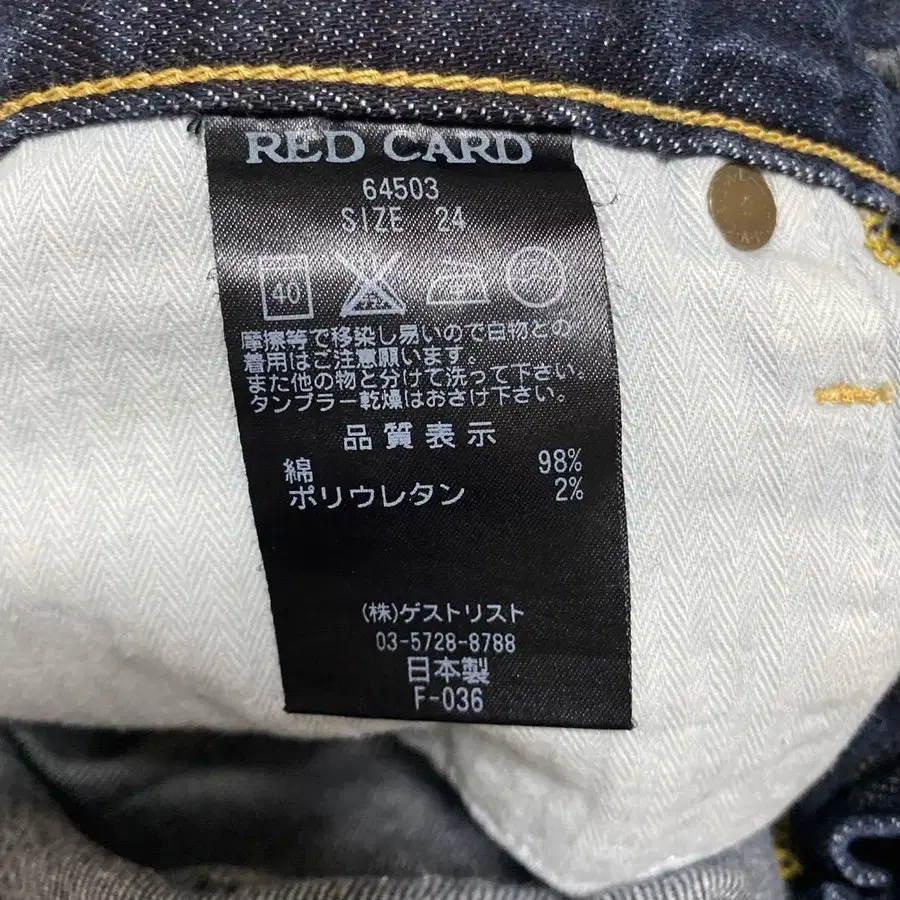 RED CARD
64503
SIZE 24
40
摩擦等で移染し易いので白物との
着用はご注意願います。
また他の物と分けて洗って下さい。
タンブラー乾燥はおさけ下さい。
品質表示
綿 98%
ポリウレタン 2%
(株)ゲストリスト
03-5728-8788
日本製
F-036